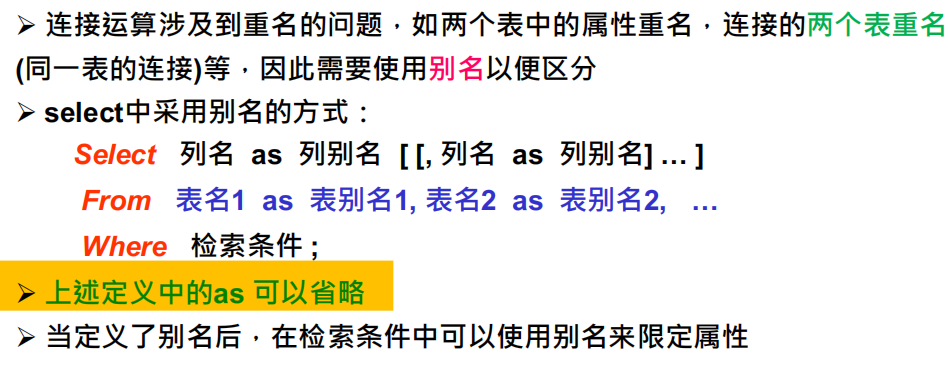 ➢ 连接运算涉及到重名的问题，如两个表中的属性重名，连接的两个表重名
(同一表的连接)等，因此需要使用别名以便区分
➢ select中采用别名的方式：
Select 列名 as 列别名 [ [, 列名 as 列别名] … ]
From 表名1 as 表别名1, 表名2 as 表别名2, …
Where 检索条件 ;
➢ 上述定义中的as 可以省略
➢ 当定义了别名后，在检索条件中可以使用别名来限定属性